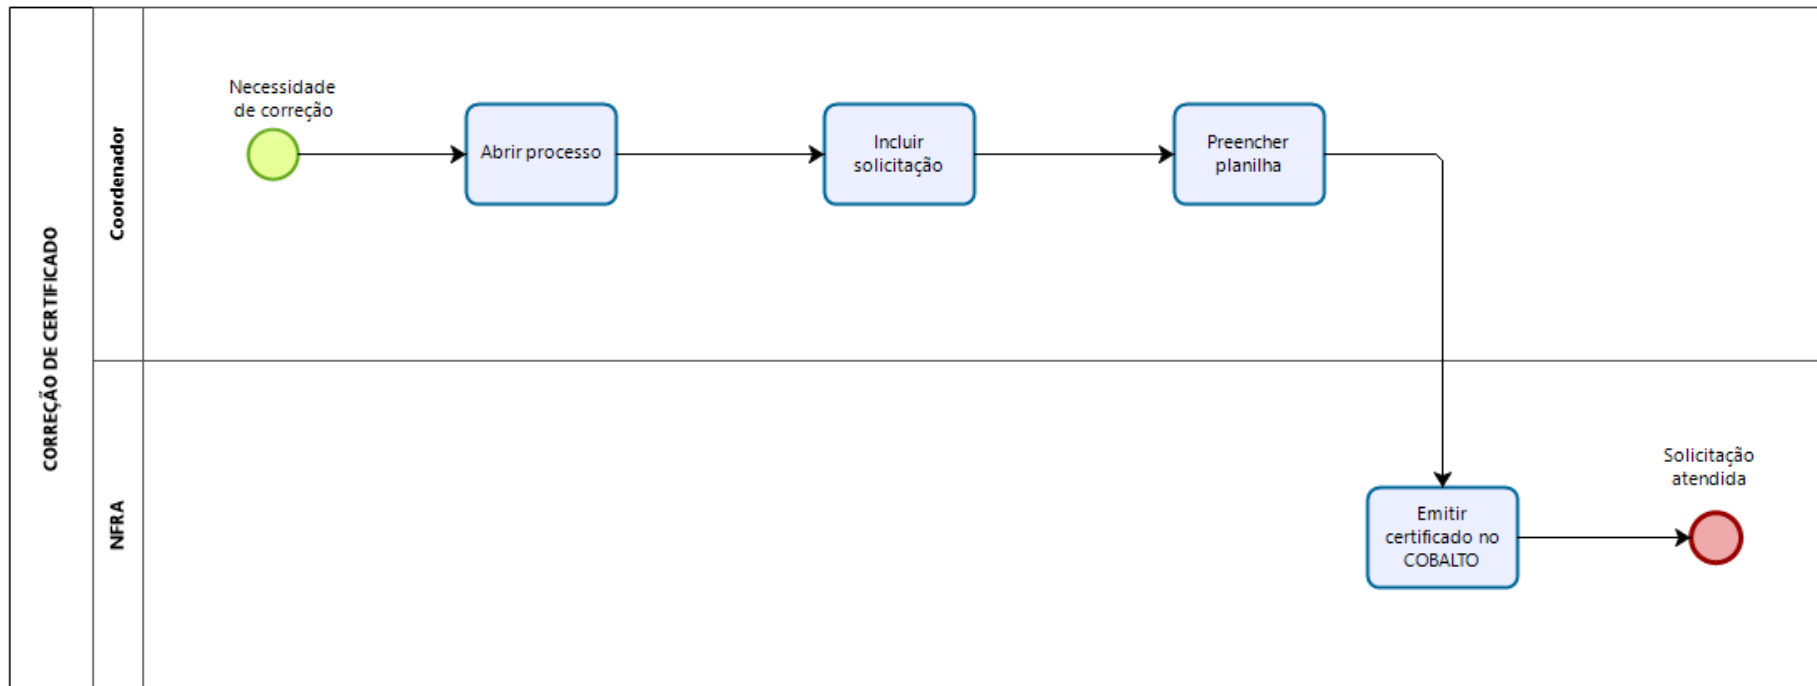 CORREÇÃO DE CERTIFICADO
Coordenador
Necessidade
de correção
Abrir processo
Incluir
solicitação
Preencher
planilha
NFRA
Emitir
certificado no
COBALTO
Solicitação
atendida